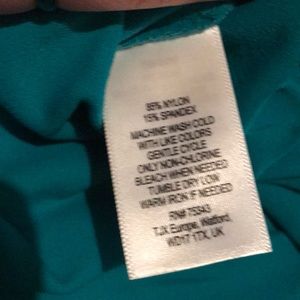 85% NYLON
15% SPANDEX
MACHINE WASH COLD
WITH LIKE COLORS
GENTLE CYCLE
ONLY NON-CHLORINE
BLEACH WHEN NEEDED
TUMBLE DRY LOW
WARM IRON IF NEEDED
RN# 75343
TJX Europe, Watford,
WD17 1TX, UK